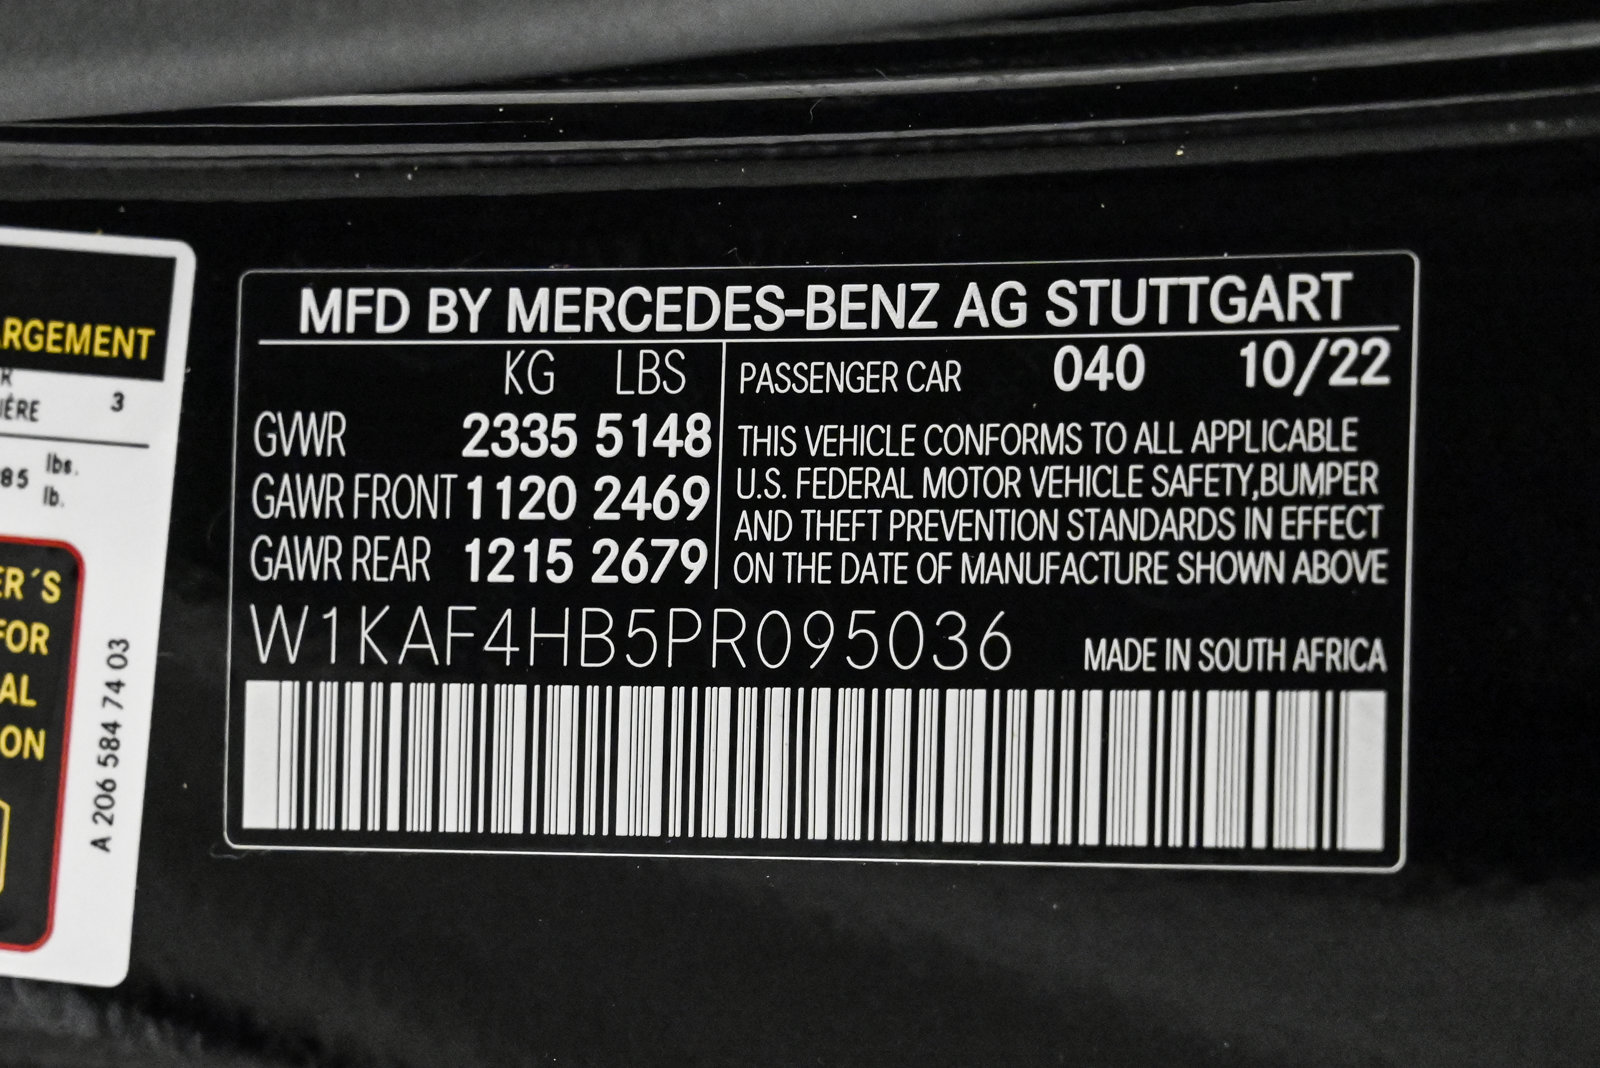 ARGEMENT
3
85 lbs.
lb.
ER´S
FOR
AL
ON
A 206 584 74 03
MFD BY MERCEDES-BENZ AG STUTTGART
KG LBS
GVWR 2335 5148
GAWR FRONT 1120 2469
GAWR REAR 1215 2679
PASSENGER CAR 040 10/22
THIS VEHICLE CONFORMS TO ALL APPLICABLE
U.S. FEDERAL MOTOR VEHICLE SAFETY,BUMPER
AND THEFT PREVENTION STANDARDS IN EFFECT
ON THE DATE OF MANUFACTURE SHOWN ABOVE
W1KAF4HB5PR095036
MADE IN SOUTH AFRICA